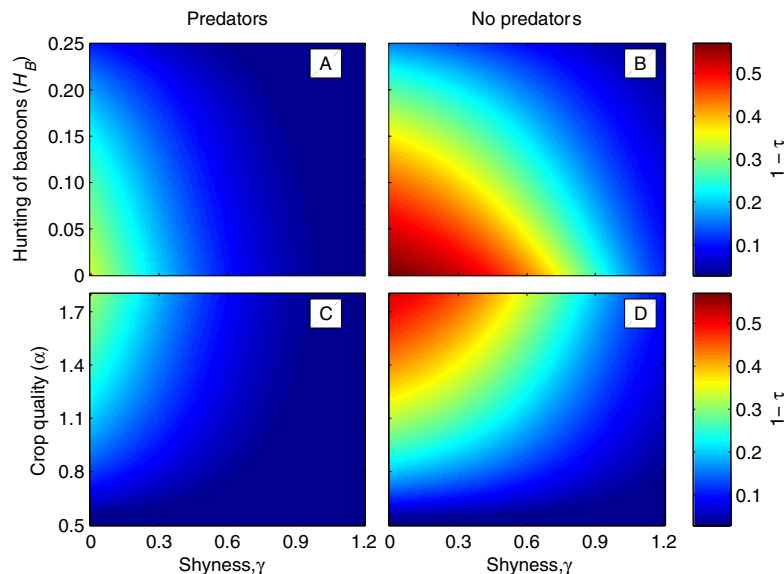 Predators
No predators
Hunting of baboons (H_B)
0.25
0.20
0.15
0.10
0.05
0
A
B
0.5
0.4
0.3
0.2
0.1
1 − τ
Crop quality (α)
1.7
1.4
1.1
0.8
0.5
C
D
0.5
0.4
0.3
0.2
0.1
1 − τ
0 0.3 0.6 0.9 1.2
0 0.3 0.6 0.9 1.2
Shyness,γ
Shyness,γ